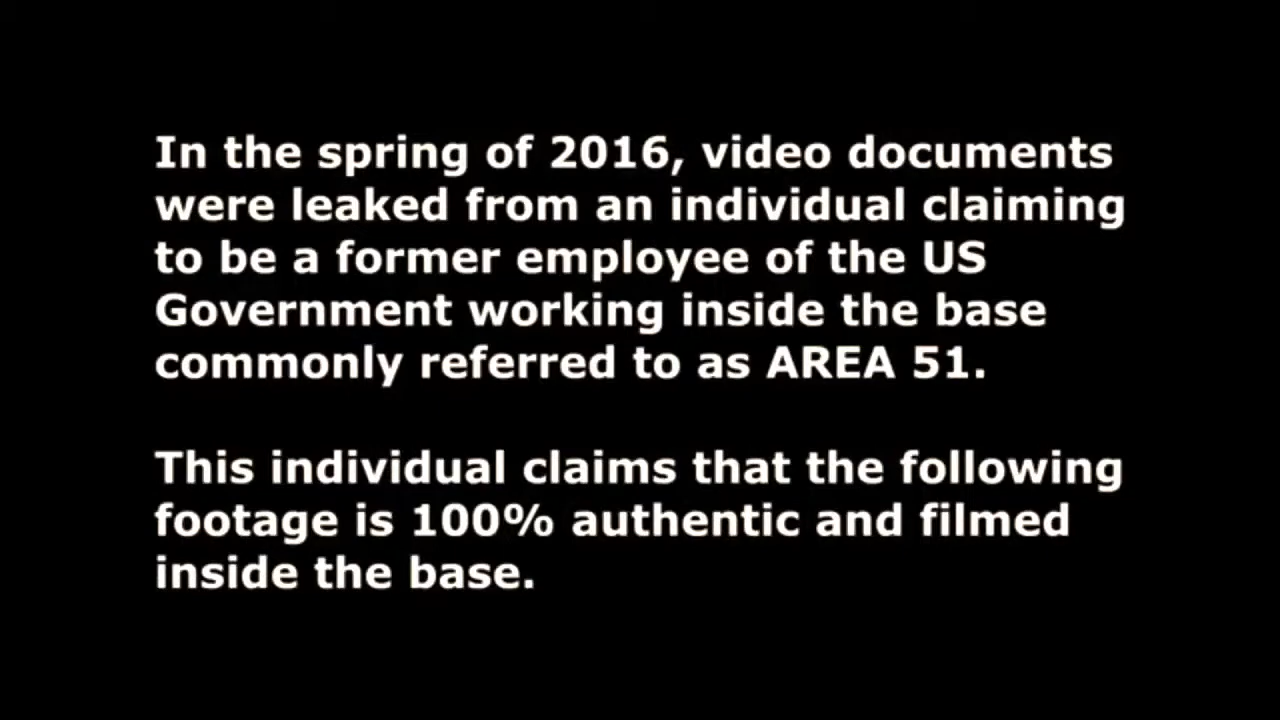 In the spring of 2016, video documents
were leaked from an individual claiming
to be a former employee of the US
Government working inside the base
commonly referred to as AREA 51.
This individual claims that the following
footage is 100% authentic and filmed
inside the base.